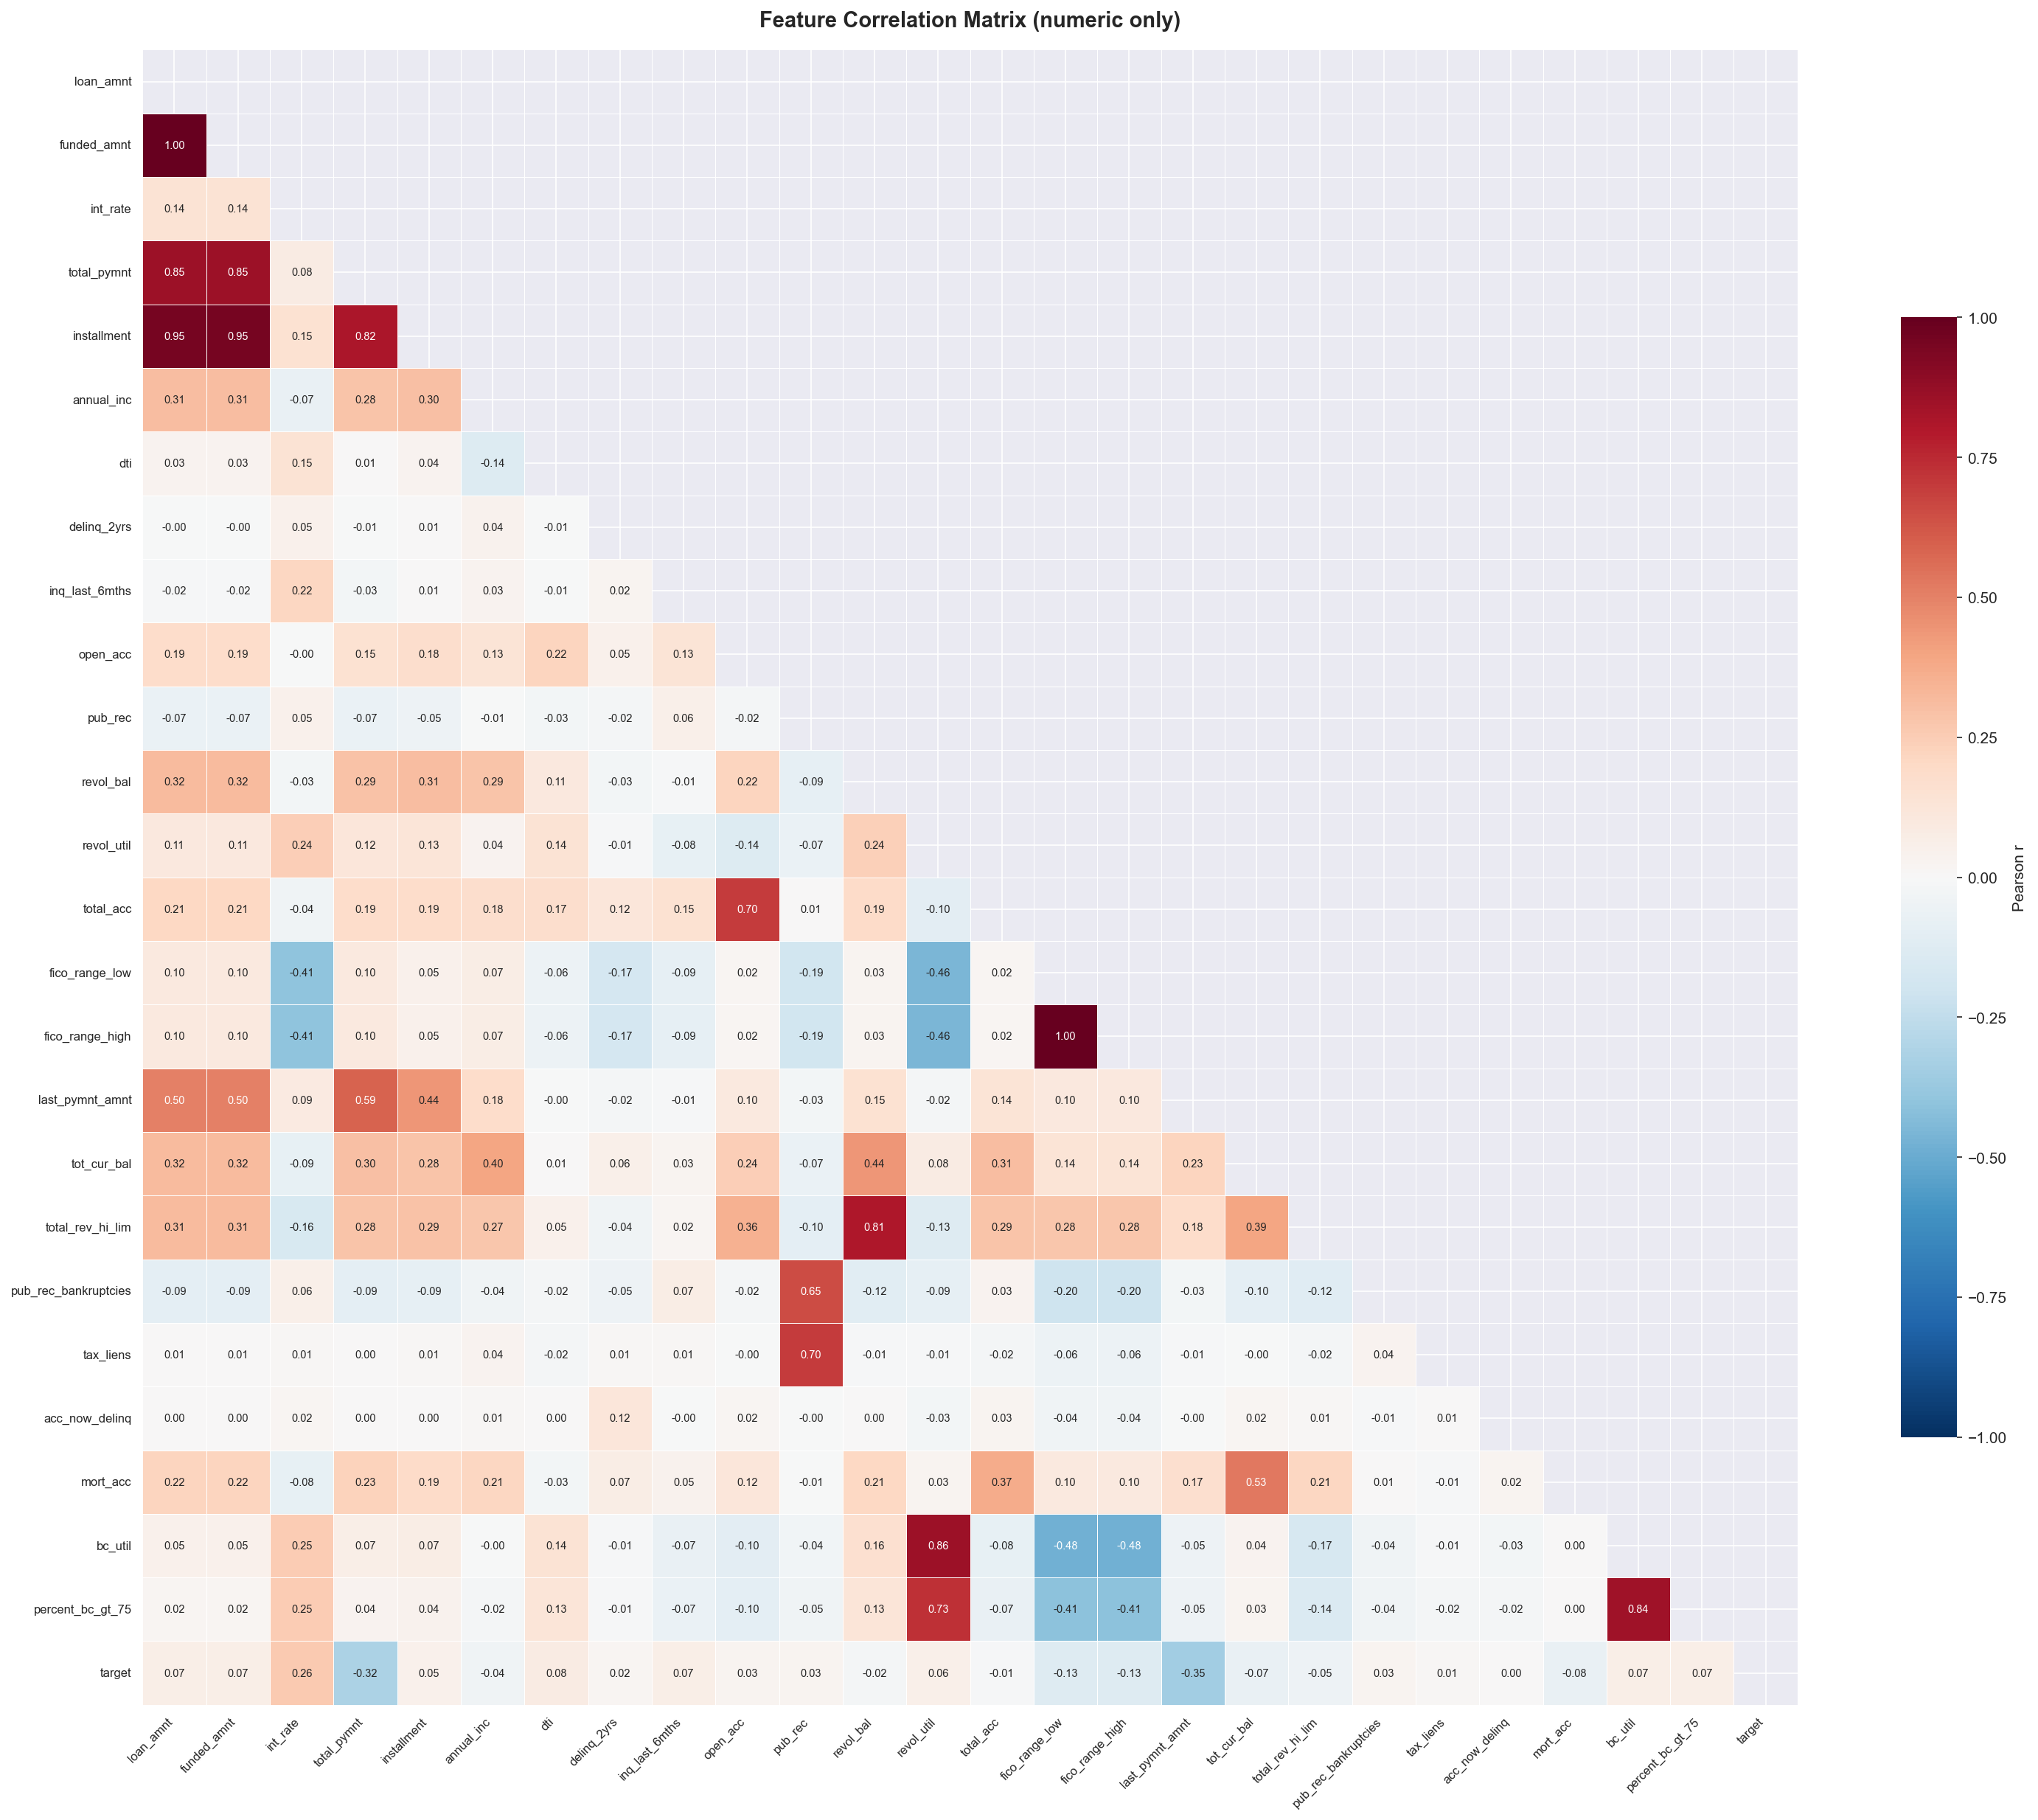 Feature Correlation Matrix (numeric only)
loan_amnt
funded_amnt 1.00
int_rate 0.14 0.14
total_pymnt 0.85 0.85 0.08
installment 0.95 0.95 0.15 0.82
annual_inc 0.31 0.31 -0.07 0.28 0.30
dti 0.03 0.03 0.15 0.01 0.04 -0.14
delinq_2yrs -0.00 -0.00 0.05 -0.01 0.01 0.04 -0.01
inq_last_6mths -0.02 -0.02 0.22 -0.03 0.01 0.03 -0.01 0.02
open_acc 0.19 0.19 -0.00 0.15 0.18 0.13 0.22 0.05 0.13
pub_rec -0.07 -0.07 0.05 -0.07 -0.05 -0.01 -0.03 -0.02 0.06 -0.02
revol_bal 0.32 0.32 -0.03 0.29 0.31 0.29 0.11 -0.03 -0.01 0.22 -0.09
revol_util 0.11 0.11 0.24 0.12 0.13 0.04 0.14 -0.01 -0.08 -0.14 -0.07 0.24
total_acc 0.21 0.21 -0.04 0.19 0.19 0.18 0.17 0.12 0.15 0.70 0.01 0.19 -0.10
fico_range_low 0.10 0.10 -0.41 0.10 0.05 0.07 -0.06 -0.17 -0.09 0.02 -0.19 0.03 -0.46 0.02
fico_range_high 0.10 0.10 -0.41 0.10 0.05 0.07 -0.06 -0.17 -0.09 0.02 -0.19 0.03 -0.46 0.02 1.00
last_pymnt_amnt 0.50 0.50 0.09 0.59 0.44 0.18 -0.00 -0.02 -0.01 0.10 -0.03 0.15 -0.02 0.14 0.10 0.10
tot_cur_bal 0.32 0.32 -0.09 0.30 0.28 0.40 0.01 0.06 0.03 0.24 -0.07 0.44 0.08 0.31 0.14 0.14 0.23
total_rev_hi_lim 0.31 0.31 -0.16 0.28 0.29 0.27 0.05 -0.04 0.02 0.36 -0.10 0.81 -0.13 0.29 0.28 0.28 0.18 0.39
pub_rec_bankruptcies -0.09 -0.09 0.06 -0.09 -0.09 -0.04 -0.02 -0.05 0.07 -0.02 0.65 -0.12 -0.09 0.03 -0.20 -0.20 -0.03 -0.10 -0.12
tax_liens 0.01 0.01 0.01 0.00 0.01 0.04 -0.02 0.01 0.01 -0.00 0.70 -0.01 -0.01 -0.02 -0.06 -0.06 -0.01 -0.00 -0.02 0.04
acc_now_delinq 0.00 0.00 0.02 0.00 0.00 0.01 0.00 0.12 -0.00 0.02 -0.00 0.00 -0.03 0.03 -0.04 -0.04 -0.00 0.02 0.01 -0.01 0.01
mort_acc 0.22 0.22 -0.08 0.23 0.19 0.21 -0.03 0.07 0.05 0.12 -0.01 0.21 0.03 0.37 0.10 0.10 0.17 0.53 0.21 0.01 -0.01 0.02
bc_util 0.05 0.05 0.25 0.07 0.07 -0.00 0.14 -0.01 -0.07 -0.10 -0.04 0.16 0.86 -0.08 -0.48 -0.48 -0.05 0.04 -0.17 -0.04 -0.01 -0.03 0.00
percent_bc_gt_75 0.02 0.02 0.25 0.04 0.04 -0.02 0.13 -0.01 -0.07 -0.10 -0.05 0.13 0.73 -0.07 -0.41 -0.41 -0.05 0.03 -0.14 -0.04 -0.02 -0.02 0.00 0.84
target 0.07 0.07 0.26 -0.32 0.05 -0.04 0.08 0.02 0.07 0.03 0.03 -0.02 0.06 -0.01 -0.13 -0.13 -0.35 -0.07 -0.05 0.03 0.01 0.00 -0.08 0.07 0.07
loan_amnt funded_amnt int_rate total_pymnt installment annual_inc dti delinq_2yrs inq_last_6mths open_acc pub_rec revol_bal revol_util total_acc fico_range_low fico_range_high last_pymnt_amnt tot_cur_bal total_rev_hi_lim pub_rec_bankruptcies tax_liens acc_now_delinq mort_acc bc_util percent_bc_gt_75 target
1.00
0.75
0.50
0.25
0.00
−0.25
−0.50
−0.75
−1.00
Pearson r